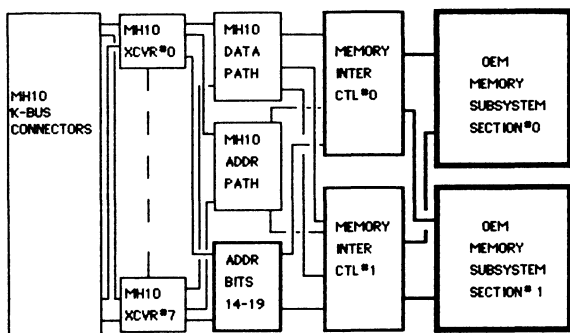 MH10
K-BUS
CONNECTORS
MH10
XCVR#0
MH10
XCVR#7
MH10
DATA
PATH
MH10
ADDR
PATH
ADDR
BITS
14-19
MEMORY
INTER
CTL#0
MEMORY
INTER
CTL#1
OEM
MEMORY
SUBSYSTEM
SECTION#0
OEM
MEMORY
SUBSYSTEM
SECTION#1